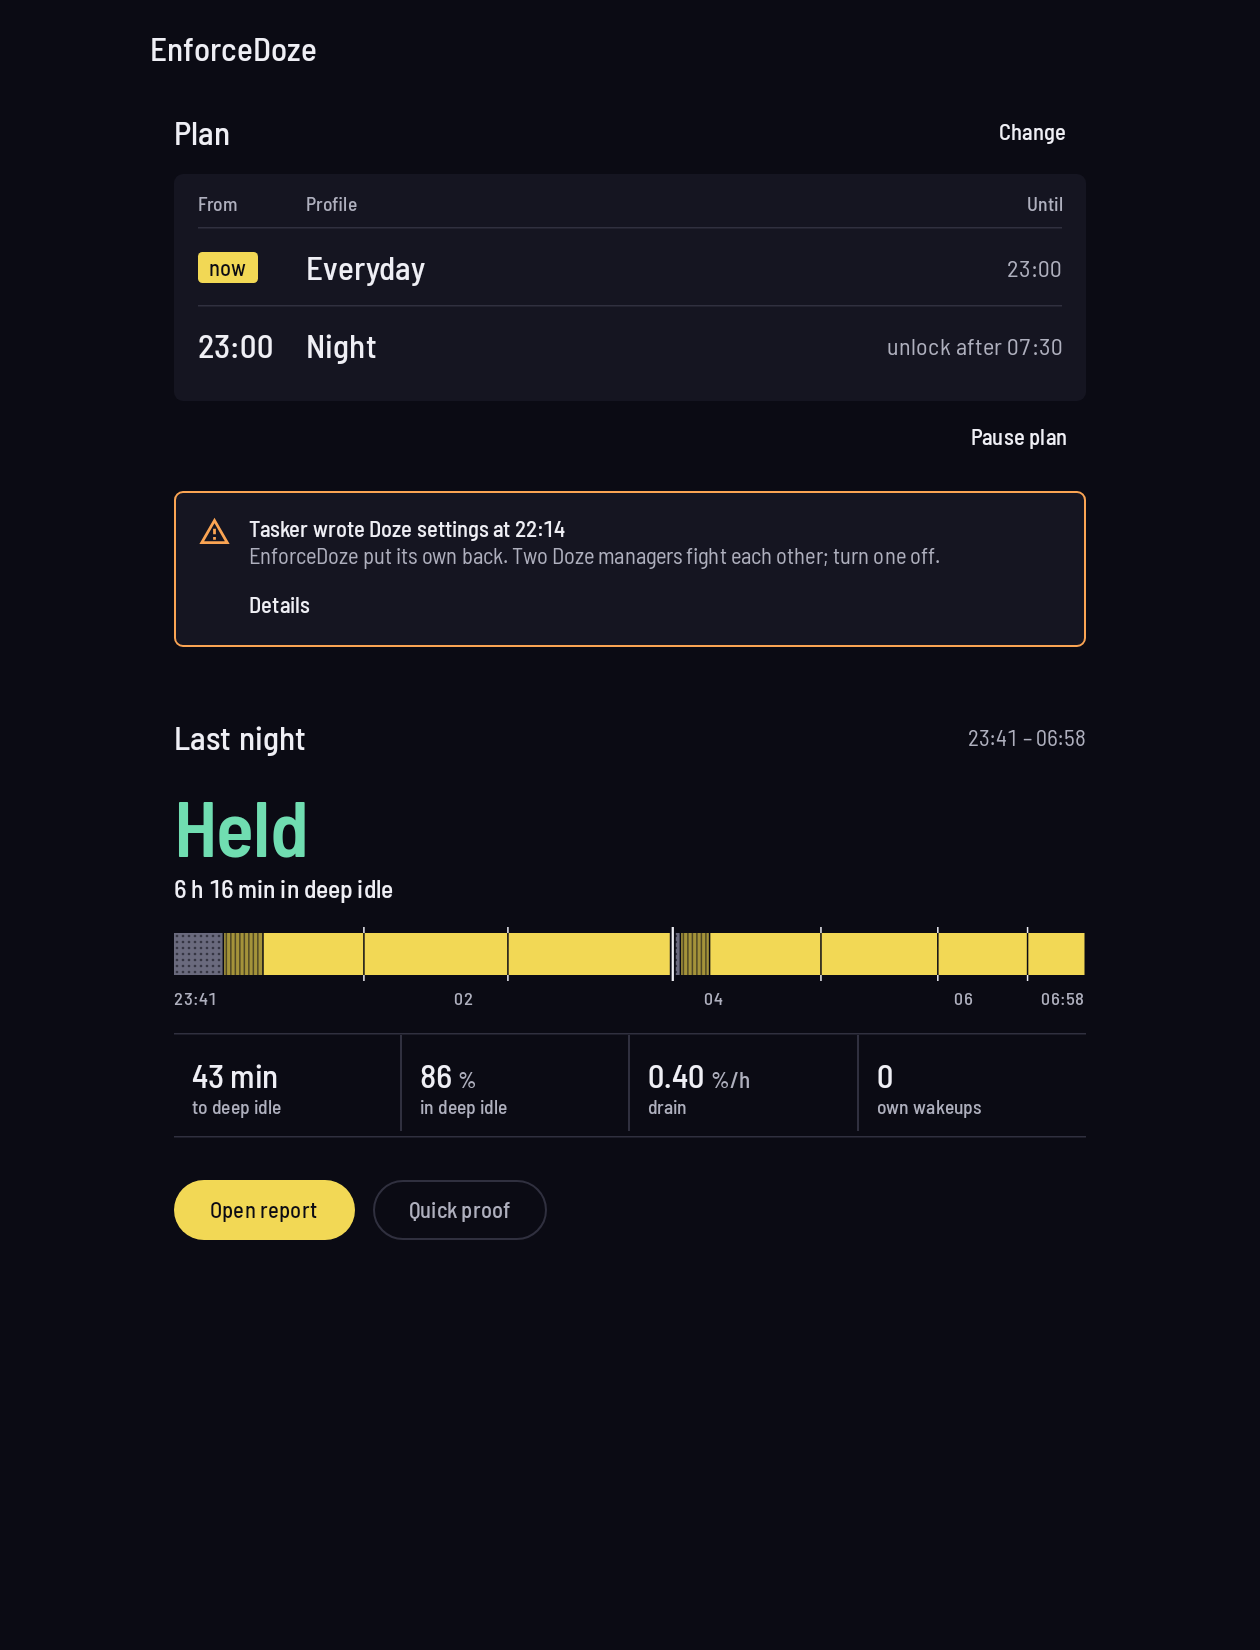 EnforceDoze
Plan
Change
From Profile Until
now Everyday 23:00
23:00 Night unlock after 07:30
Pause plan
Tasker wrote Doze settings at 22:14
EnforceDoze put its own back. Two Doze managers fight each other; turn one off.
Details
Last night 23:41 – 06:58
Held
6 h 16 min in deep idle
23:41 02 04 06 06:58
43 min 86 % 0.40 %/h 0
to deep idle in deep idle drain own wakeups
Open report Quick proof